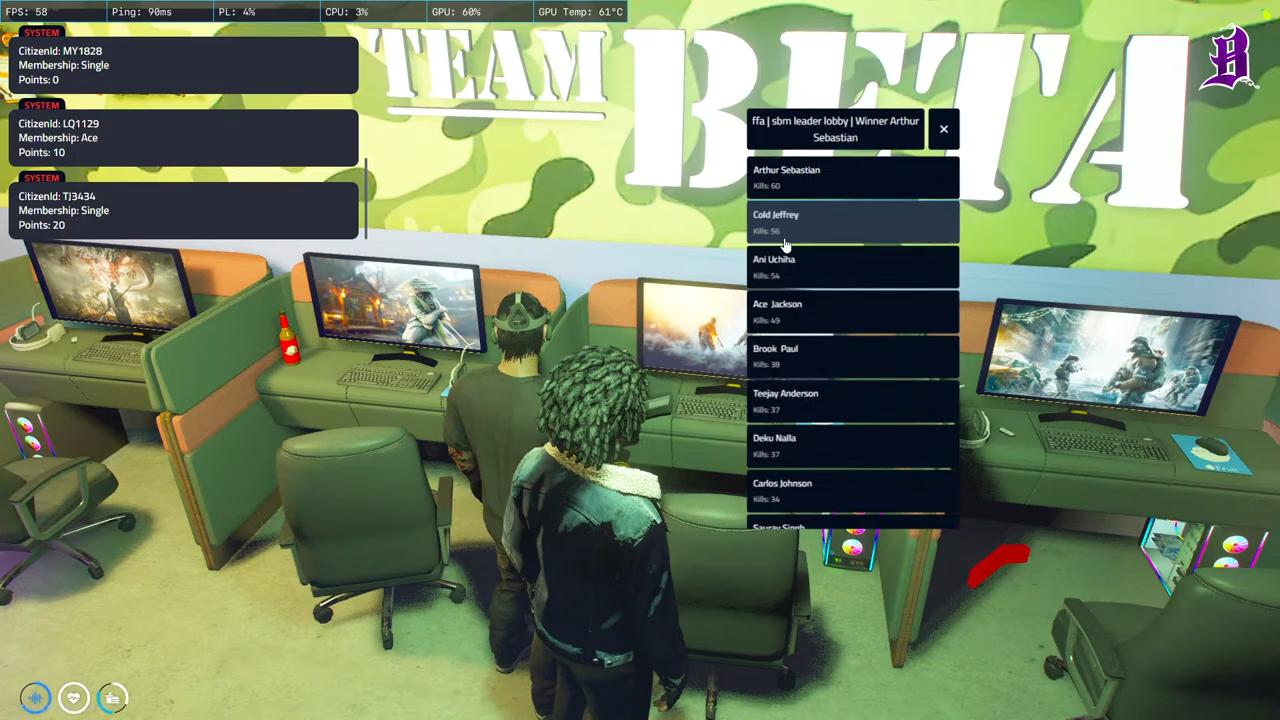 FPS: 58 Ping: 90ms PL: 4% CPU: 3% GPU: 60% GPU Temp: 61°C
SYSTEM
CitizenId: MY1828
Membership: Single
Points: 0
SYSTEM
CitizenId: LQ1129
Membership: Ace
Points: 10
SYSTEM
CitizenId: TJ3434
Membership: Single
Points: 20
TEAM BETA
ffa | sbm leader lobby | Winner Arthur
Sebastian
Arthur Sebastian
Kills: 60
Cold Jeffrey
Kills: 56
Ani Uchiha
Kills: 54
Ace Jackson
Kills: 49
Brook Paul
Kills: 38
Teejay Anderson
Kills: 37
Deku Nalla
Kills: 37
Carlos Johnson
Kills: 34
Saurav Singh